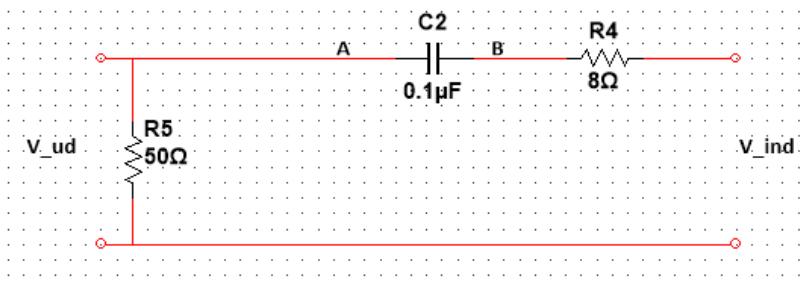 C2
R4
A
B
8Ω
0.1µF
R5
V_ud
50Ω
V_ind